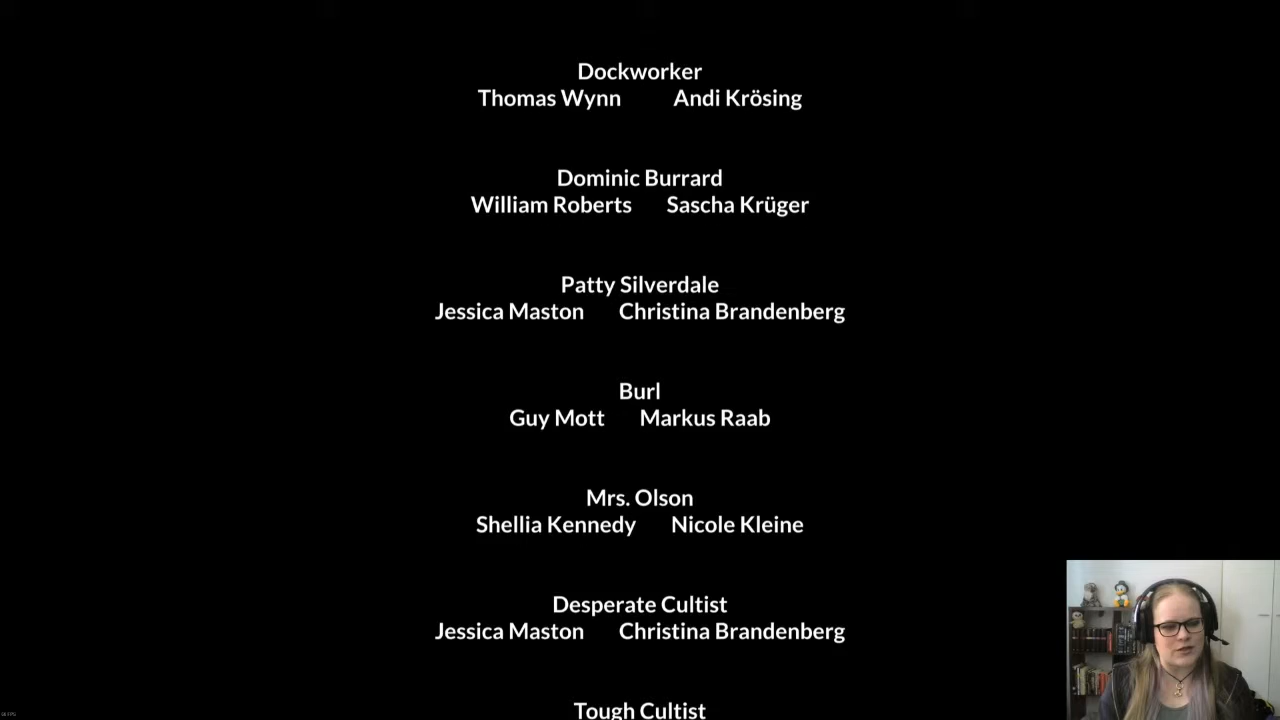 Dockworker
Thomas Wynn Andi Krösing
Dominic Burrard
William Roberts Sascha Krüger
Patty Silverdale
Jessica Maston Christina Brandenberg
Burl
Guy Mott Markus Raab
Mrs. Olson
Shellia Kennedy Nicole Kleine
Desperate Cultist
Jessica Maston Christina Brandenberg
Tough Cultist